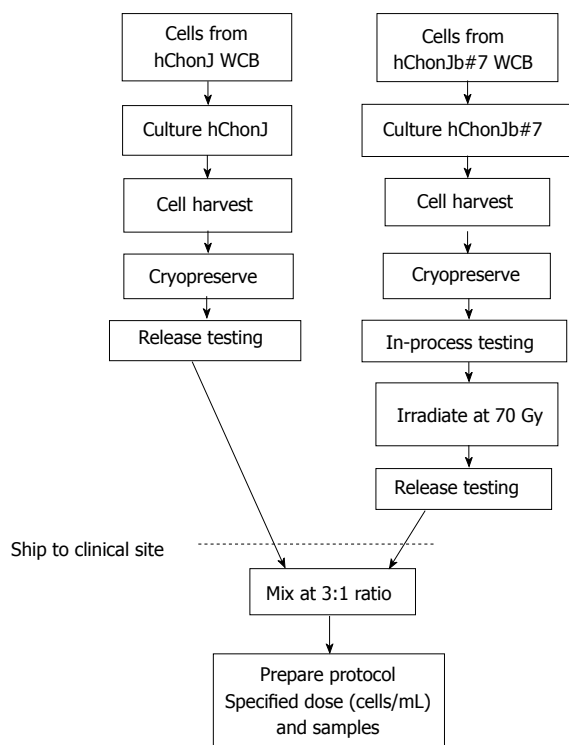 Cells from
hChonJ WCB
Culture hChonJ
Cell harvest
Cryopreserve
Release testing
Cells from
hChonJb#7 WCB
Culture hChonJb#7
Cell harvest
Cryopreserve
In-process testing
Irradiate at 70 Gy
Release testing
Ship to clinical site
Mix at 3:1 ratio
Prepare protocol
Specified dose (cells/mL)
and samples